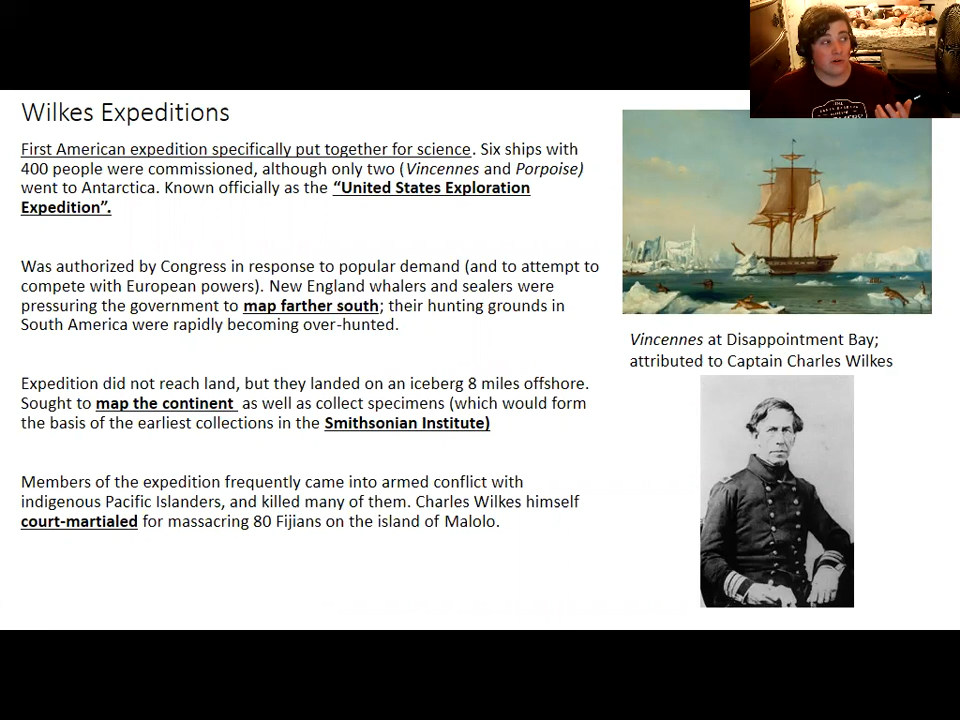 Wilkes Expeditions
First American expedition specifically put together for science. Six ships with
400 people were commissioned, although only two (Vincennes and Porpoise)
went to Antarctica. Known officially as the “United States Exploration
Expedition”.
Was authorized by Congress in response to popular demand (and to attempt to
compete with European powers). New England whalers and sealers were
pressuring the government to map farther south; their hunting grounds in
South America were rapidly becoming over-hunted.
Expedition did not reach land, but they landed on an iceberg 8 miles offshore.
Sought to map the continent as well as collect specimens (which would form
the basis of the earliest collections in the Smithsonian Institute)
Members of the expedition frequently came into armed conflict with
indigenous Pacific Islanders, and killed many of them. Charles Wilkes himself
court-martialed for massacring 80 Fijians on the island of Malolo.
Vincennes at Disappointment Bay;
attributed to Captain Charles Wilkes